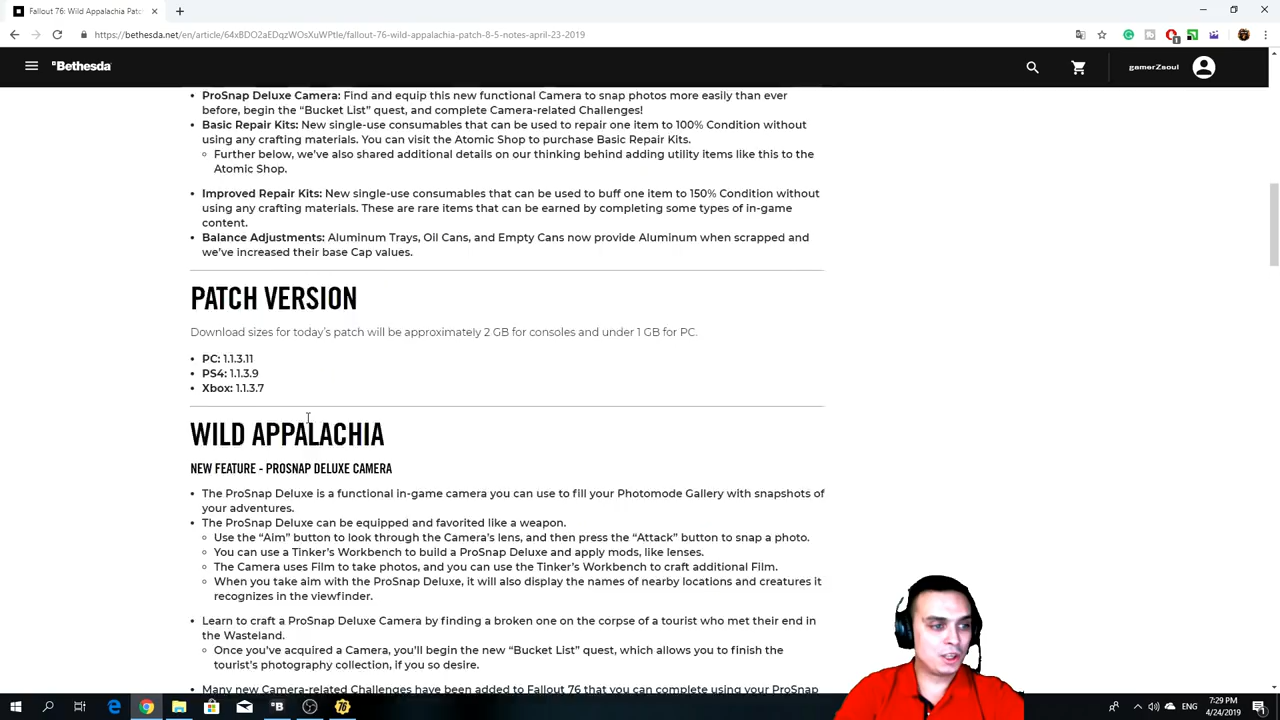 Fallout 76: Wild Appalachia Patc
https://bethesda.net/en/article/64xBDO2aEDqzWOsXuWPtIe/fallout-76-wild-appalachia-patch-8-5-notes-april-23-2019
Bethesda
gamerZsoul
ProSnap Deluxe Camera: Find and equip this new functional Camera to snap photos more easily than ever
before, begin the “Bucket List” quest, and complete Camera-related Challenges!
Basic Repair Kits: New single-use consumables that can be used to repair one item to 100% Condition without
using any crafting materials. You can visit the Atomic Shop to purchase Basic Repair Kits.
Further below, we’ve also shared additional details on our thinking behind adding utility items like this to the
Atomic Shop.
Improved Repair Kits: New single-use consumables that can be used to buff one item to 150% Condition without
using any crafting materials. These are rare items that can be earned by completing some types of in-game
content.
Balance Adjustments: Aluminum Trays, Oil Cans, and Empty Cans now provide Aluminum when scrapped and
we’ve increased their base Cap values.
PATCH VERSION
Download sizes for today’s patch will be approximately 2 GB for consoles and under 1 GB for PC.
PC: 1.1.3.11
PS4: 1.1.3.9
Xbox: 1.1.3.7
WILD APPALACHIA
NEW FEATURE - PROSNAP DELUXE CAMERA
The ProSnap Deluxe is a functional in-game camera you can use to fill your Photomode Gallery with snapshots of
your adventures.
The ProSnap Deluxe can be equipped and favorited like a weapon.
Use the “Aim” button to look through the Camera’s lens, and then press the “Attack” button to snap a photo.
You can use a Tinker’s Workbench to build a ProSnap Deluxe and apply mods, like lenses.
The Camera uses Film to take photos, and you can use the Tinker’s Workbench to craft additional Film.
When you take aim with the ProSnap Deluxe, it will also display the names of nearby locations and creatures it
recognizes in the viewfinder.
Learn to craft a ProSnap Deluxe Camera by finding a broken one on the corpse of a tourist who met their end in
the Wasteland.
Once you’ve acquired a Camera, you’ll begin the new “Bucket List” quest, which allows you to finish the
tourist’s photography collection, if you so desire.
Many new Camera-related Challenges have been added to Fallout 76 that you can complete using your ProSnap
ENG
7:29 PM
4/24/2019